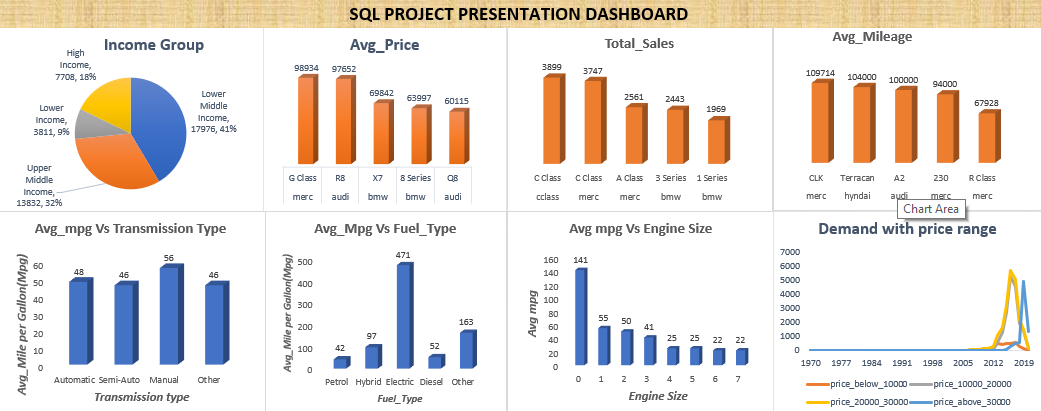 SQL PROJECT PRESENTATION DASHBOARD
Income Group
High
Income,
7708, 18%
Lower
Income,
3811, 9%
Upper
Middle
Income,
13832, 32%
Lower
Middle
Income,
17976, 41%
Avg_Price
98934 97652 69842 63997 60115
G Class R8 X7 8 Series Q8
merc audi bmw bmw audi
Total_Sales
3899 3747 2561 2443 1969
C Class C Class A Class 3 Series 1 Series
cclass merc merc bmw bmw
Avg_Mileage
109714 104000 100000 94000 67928
CLK Terracan A2 230 R Class
merc hyndai audi merc merc
Chart Area
Avg_mpg Vs Transmission Type
Avg_Mile per Gallon(Mpg)
60
50
40
30
20
10
0
48 46 56 46
Automatic Semi-Auto Manual Other
Transmission type
Avg_Mpg Vs Fuel_Type
Avg_Mile per Gallon(Mpg)
500
400
300
200
100
0
42 97 471 52 163
Petrol Hybrid Electric Diesel Other
Fuel_Type
Avg mpg Vs Engine Size
Avg mpg
160
140
120
100
80
60
40
20
0
141 55 50 41 25 25 22 22
0 1 2 3 4 5 6 7
Engine Size
Demand with price range
7000
6000
5000
4000
3000
2000
1000
0
1970 1977 1984 1991 1998 2005 2012 2019
price_below_10000 price_10000_20000
price_20000_30000 price_above_30000